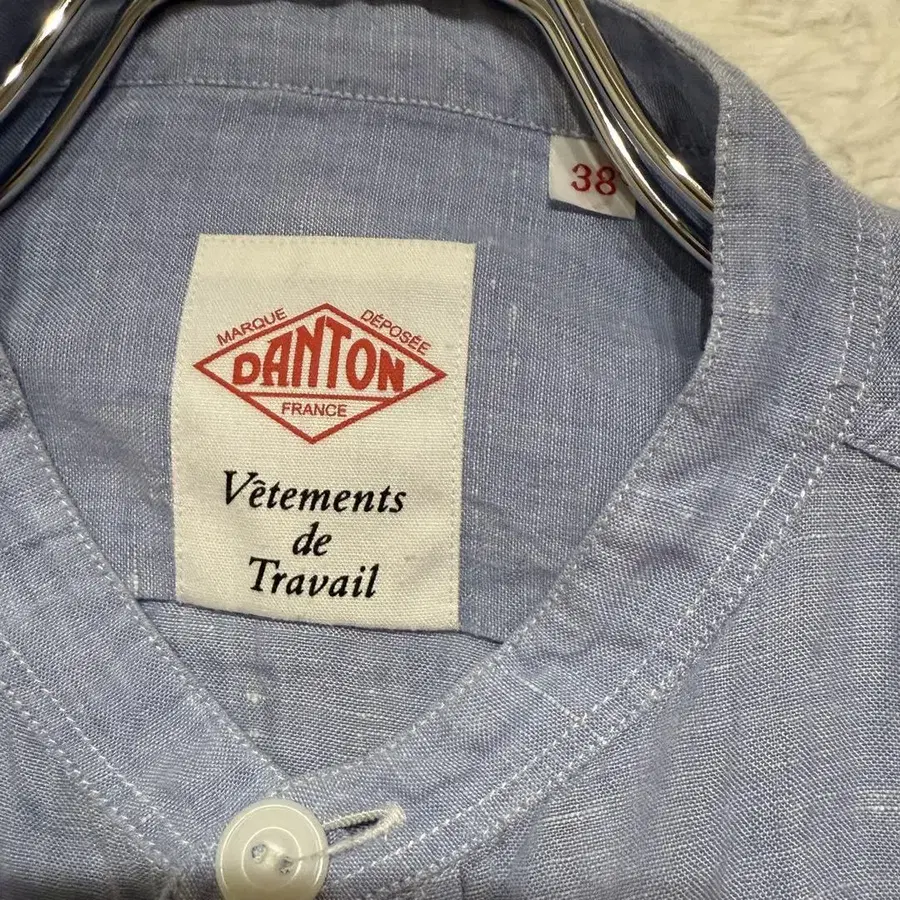 38
MARQUE DÉPOSÉE
DANTON
FRANCE
Vêtements
de
Travail